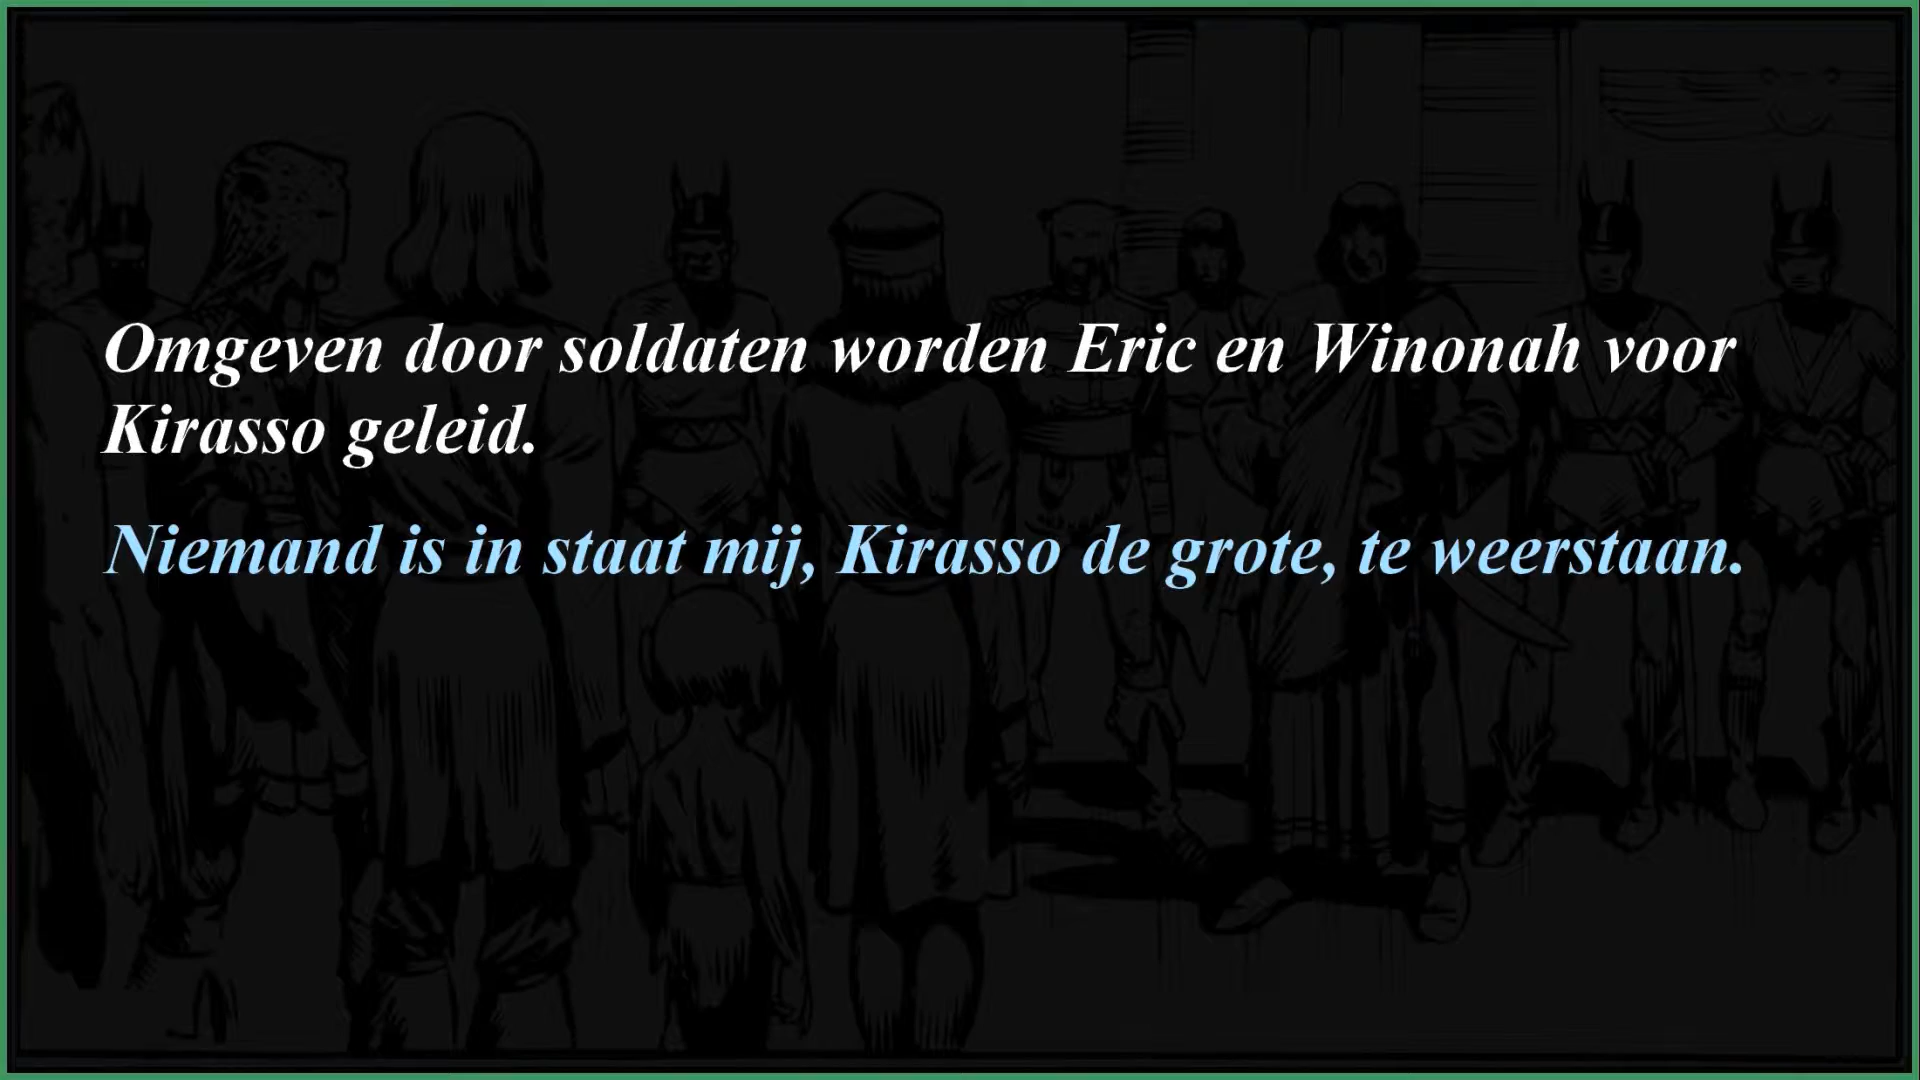 Omgeven door soldaten worden Eric en Winonah voor
Kirasso geleid.
Niemand is in staat mij, Kirasso de grote, te weerstaan.